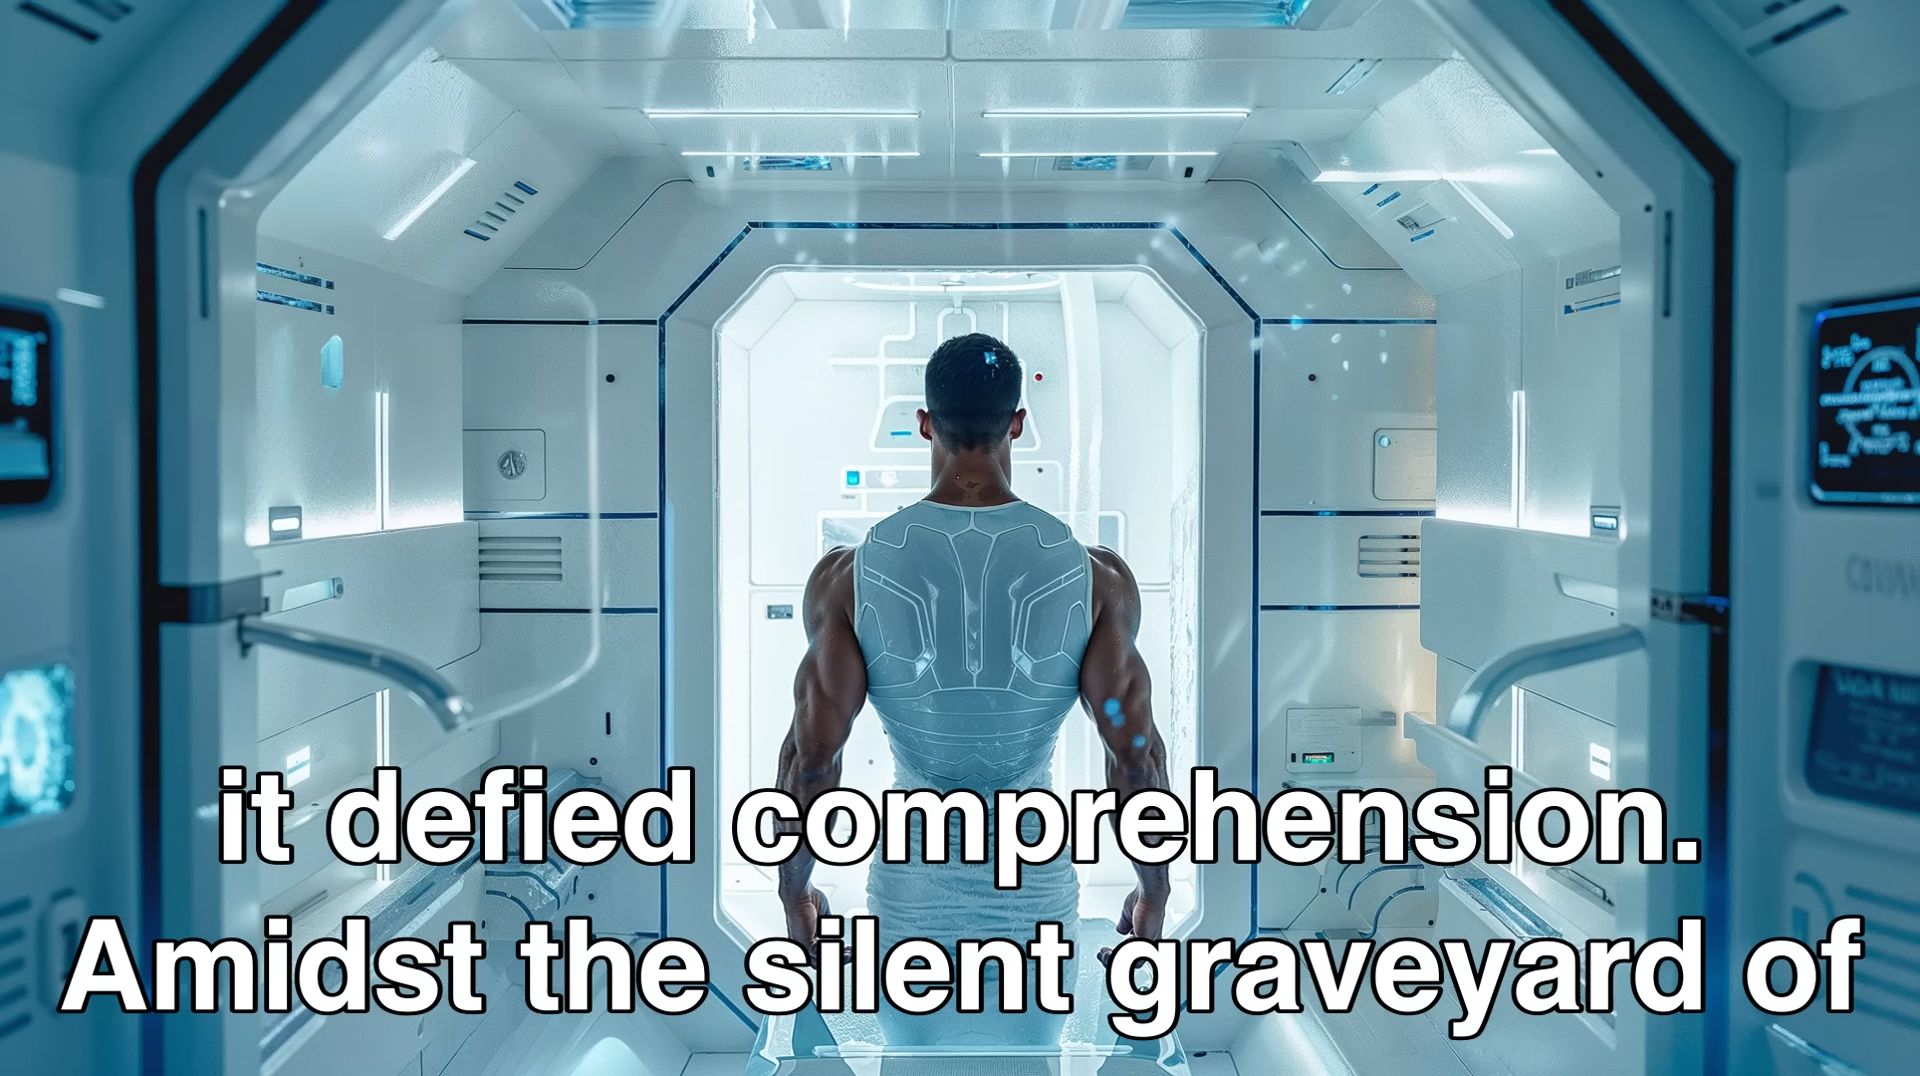 it defied comprehension.
Amidst the silent graveyard of